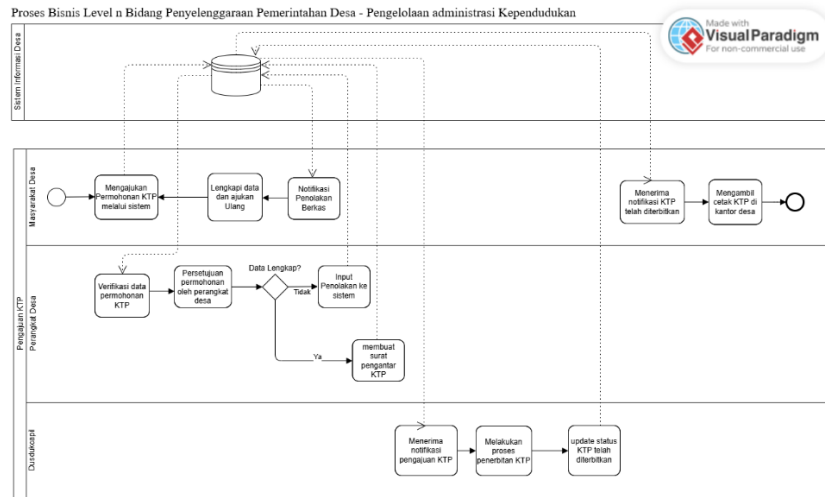 Proses Bisnis Level n Bidang Penyelenggaraan Pemerintahan Desa - Pengelolaan administrasi Kependudukan
Made with
Visual Paradigm
For non-commercial use
Sistem Informasi Desa
Pengajuan KTP
Masyarakat Desa
Mengajukan
Permohonan KTP
melalui sistem
Lengkapi data
dan ajukan
Ulang
Notifikasi
Penolakan
Berkas
Menerima
notifikasi KTP
telah diterbitkan
Mengambil
cetak KTP di
kantor desa
Perangkat Desa
Verifikasi data
permohonan
KTP
Persetujuan
permohonan
oleh perangkat
desa
Data Lengkap?
Tidak
Input
Penolakan ke
sistem
Ya
membuat
surat
pengantar
KTP
Dusdukcapil
Menerima
notifikasi
pengajuan KTP
Melakukan
proses
penerbitan KTP
update status
KTP telah
diterbitkan